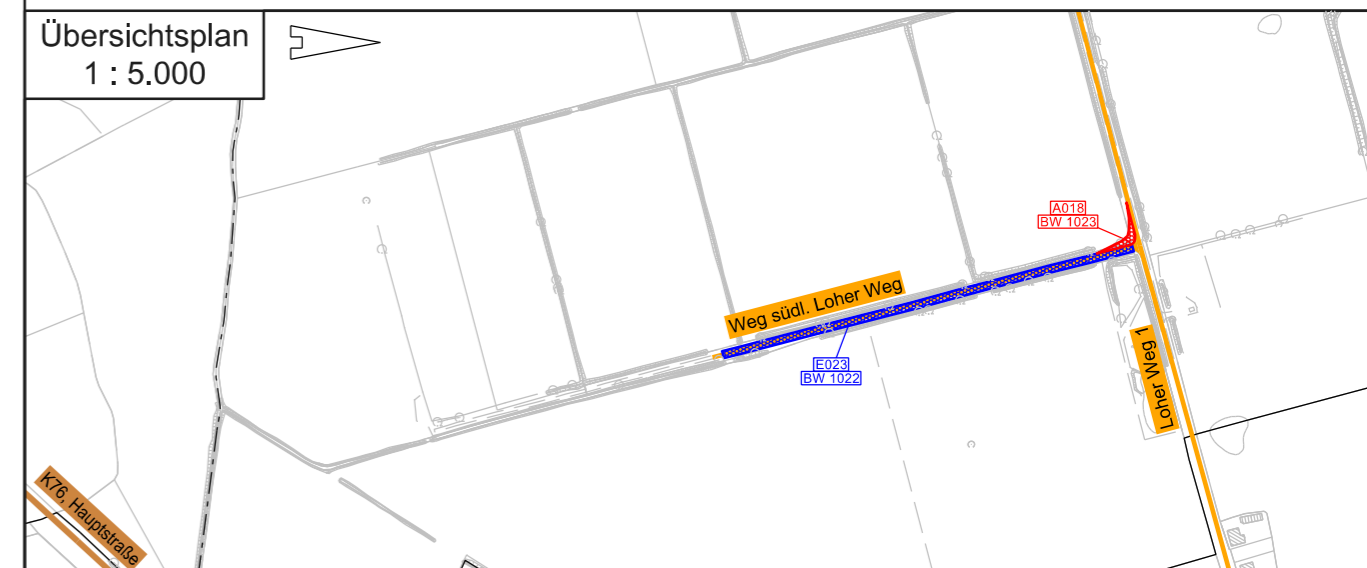 Übersichtsplan
1 : 5.000
A018
BW 1023
Weg südl. Loher Weg
E023
BW 1022
Loher Weg 1
K76, Hauptstraße